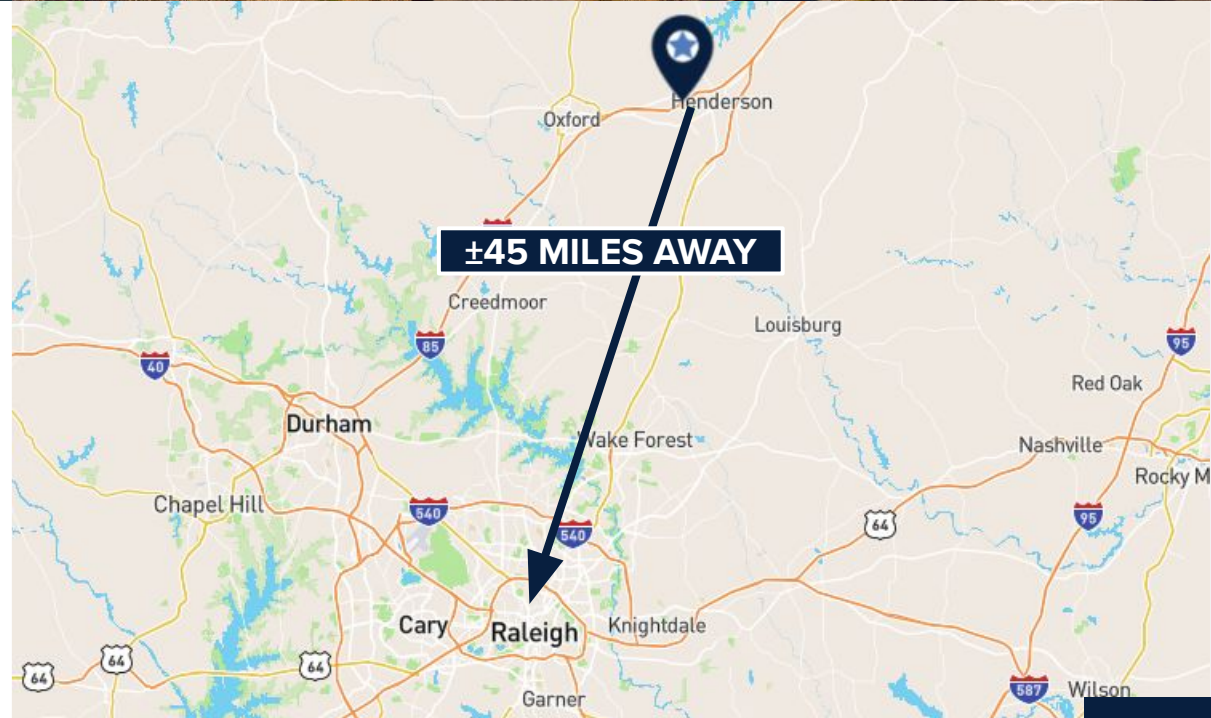 Henderson
Oxford
±45 MILES AWAY
Creedmoor
Louisburg
85
95
40
Red Oak
Durham
Wake Forest
Nashville
Rocky M
Chapel Hill
540
64
95
540
Cary
Raleigh
Knightdale
64
64
64
587
Wilson
Garner